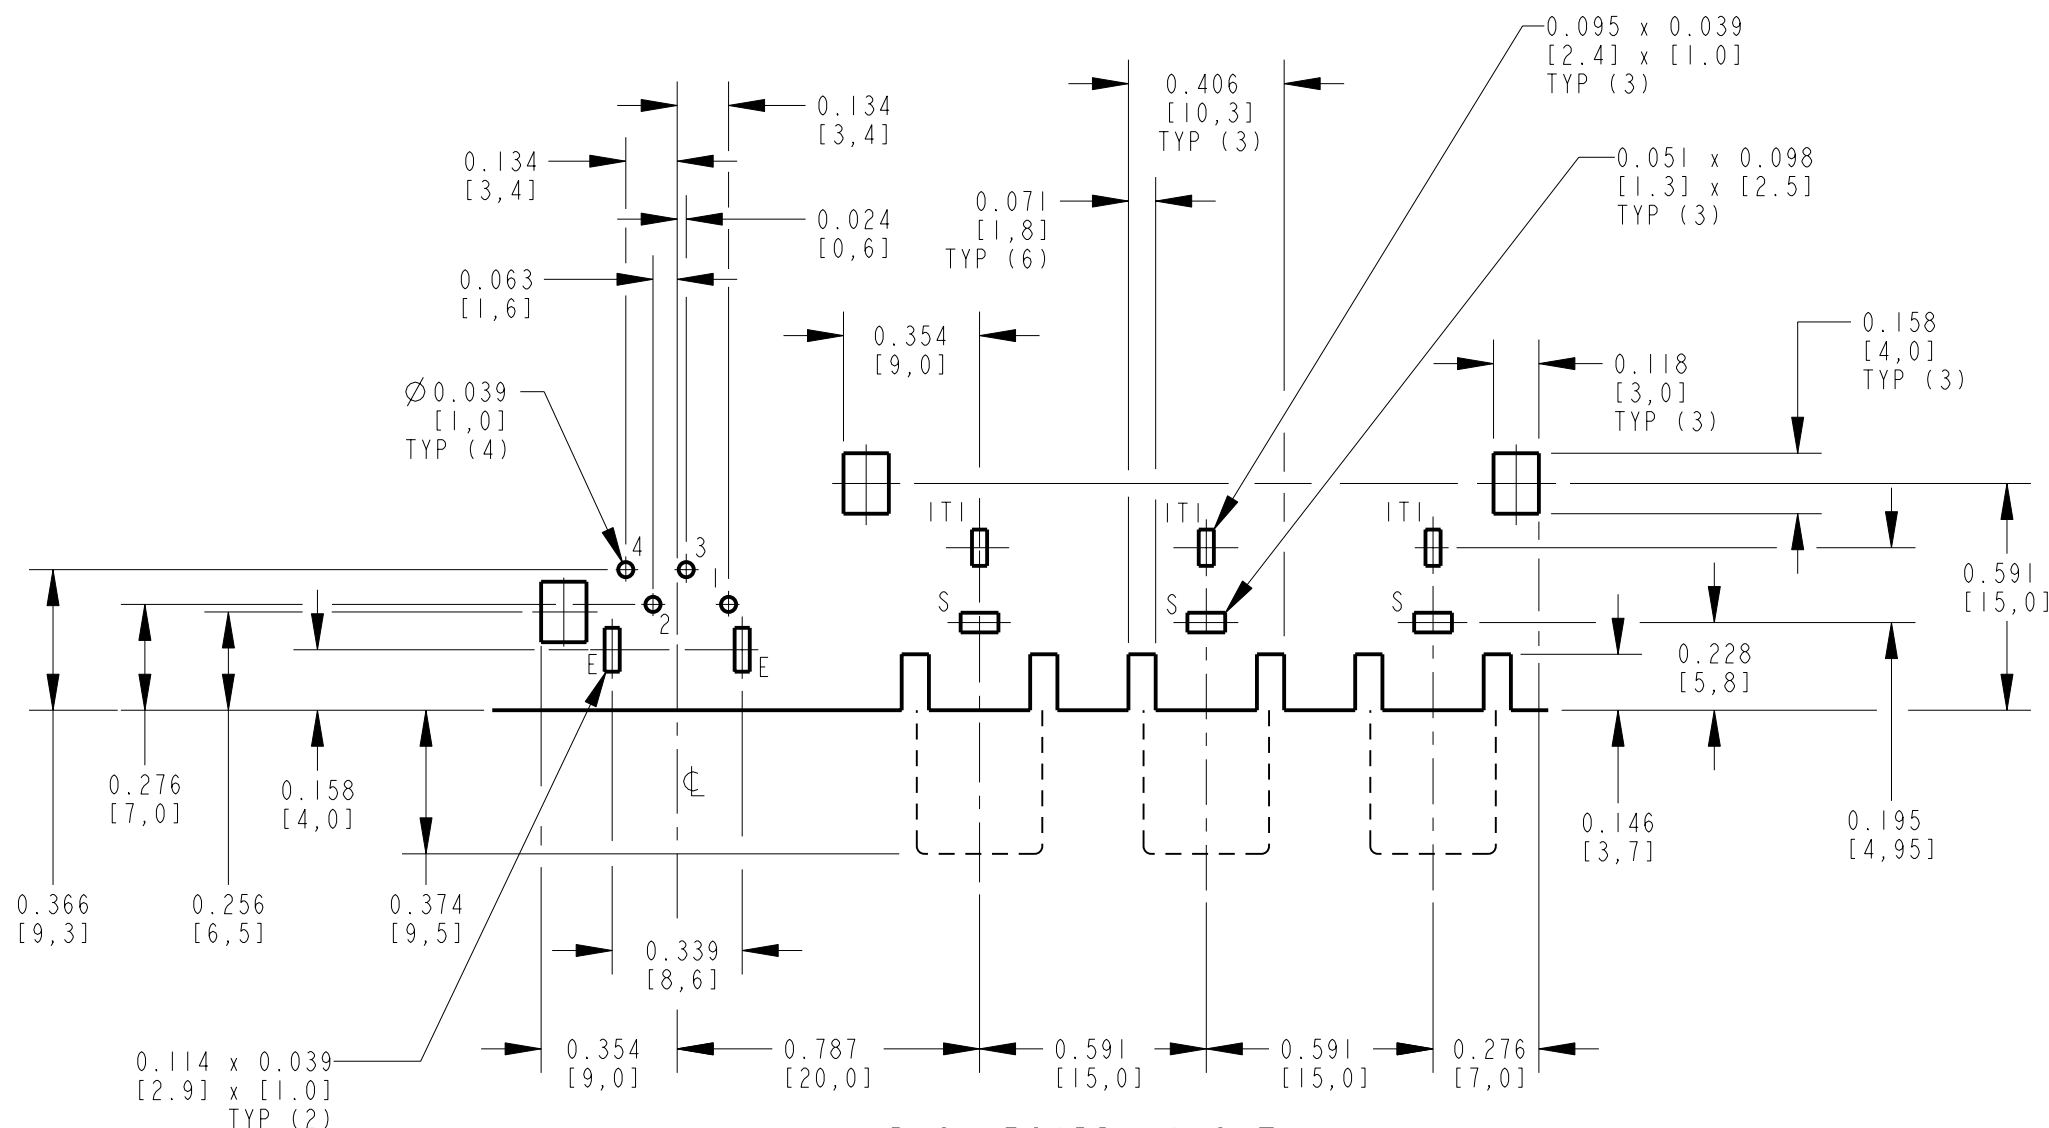 0.095 x 0.039
[2.4] x [1.0]
TYP (3)
0.406
[10,3]
TYP (3)
0.134
[3,4]
0.134
[3,4]
0.051 x 0.098
[1.3] x [2.5]
TYP (3)
0.071
[1,8]
TYP (6)
0.024
[0,6]
0.063
[1,6]
0.354
[9,0]
0.158
[4,0]
TYP (3)
0.118
[3,0]
TYP (3)
Ø0.039
[1,0]
TYP (4)
1T1
1T1
1T1
4
3
1
2
S
S
S
E
E
0.591
[15,0]
0.228
[5,8]
0.276
[7,0]
0.158
[4,0]
℄
0.146
[3,7]
0.195
[4,95]
0.366
[9,3]
0.256
[6,5]
0.374
[9,5]
0.339
[8,6]
0.114 x 0.039
[2.9] x [1.0]
TYP (2)
0.354
[9,0]
0.787
[20,0]
0.591
[15,0]
0.591
[15,0]
0.276
[7,0]